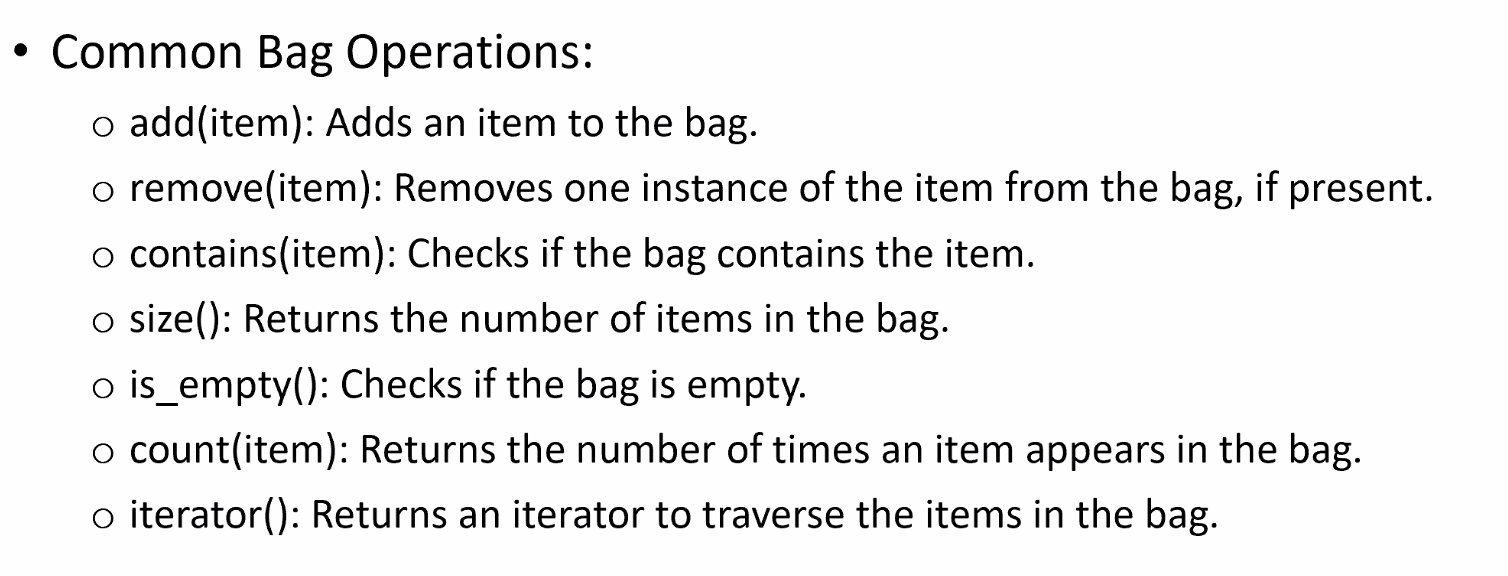 • Common Bag Operations:
o add(item): Adds an item to the bag.
o remove(item): Removes one instance of the item from the bag, if present.
o contains(item): Checks if the bag contains the item.
o size(): Returns the number of items in the bag.
o is_empty(): Checks if the bag is empty.
o count(item): Returns the number of times an item appears in the bag.
o iterator(): Returns an iterator to traverse the items in the bag.